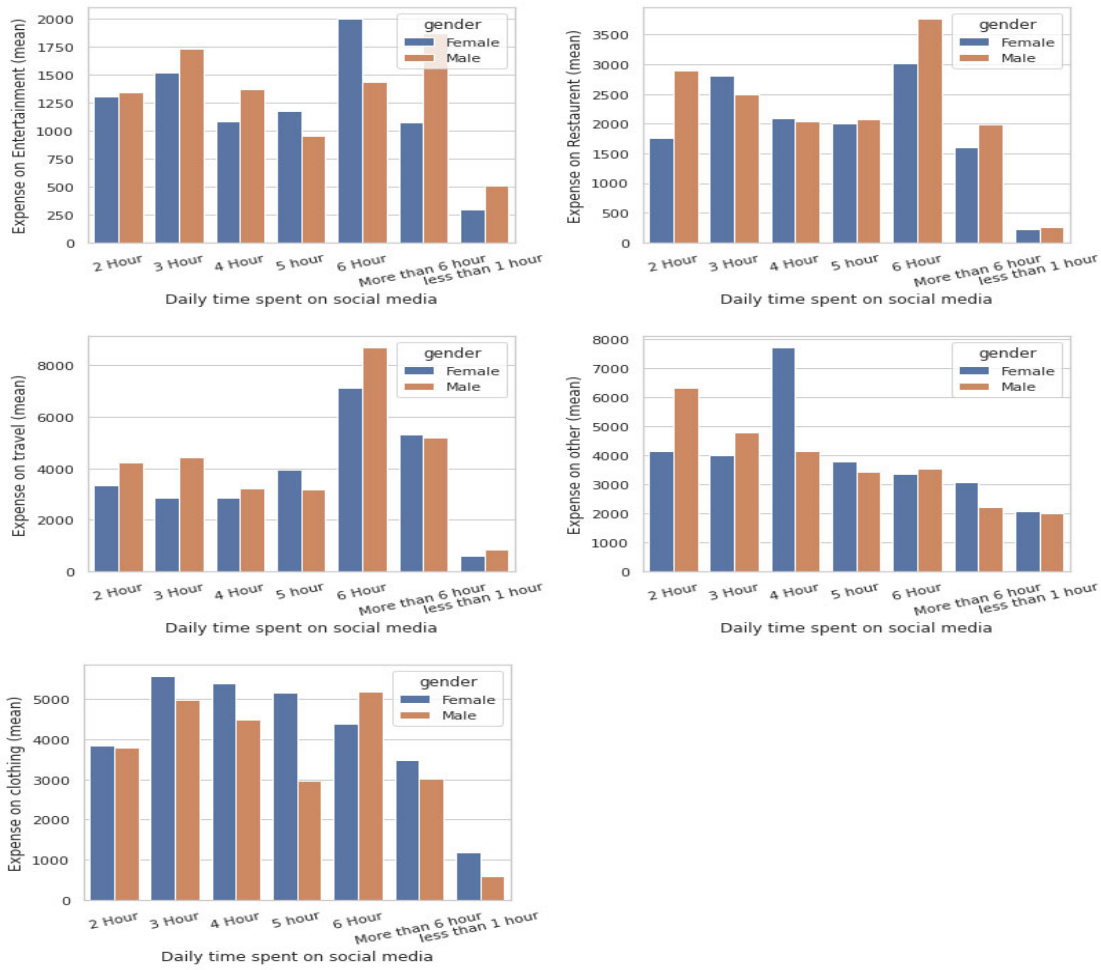 Expense on Entertainment (mean)
2000
1750
1500
1250
1000
750
500
250
0
gender
Female
Male
2 Hour
3 Hour
4 Hour
5 hour
6 Hour
More than 6 hour
less than 1 hour
Daily time spent on social media
Expense on Restaurent (mean)
3500
3000
2500
2000
1500
1000
500
0
gender
Female
Male
2 Hour
3 Hour
4 Hour
5 hour
6 Hour
More than 6 hour
less than 1 hour
Daily time spent on social media
Expense on travel (mean)
8000
6000
4000
2000
0
gender
Female
Male
2 Hour
3 Hour
4 Hour
5 hour
6 Hour
More than 6 hour
less than 1 hour
Daily time spent on social media
Expense on other (mean)
8000
7000
6000
5000
4000
3000
2000
1000
0
gender
Female
Male
2 Hour
3 Hour
4 Hour
5 hour
6 Hour
More than 6 hour
less than 1 hour
Daily time spent on social media
Expense on clothing (mean)
5000
4000
3000
2000
1000
0
gender
Female
Male
2 Hour
3 Hour
4 Hour
5 hour
6 Hour
More than 6 hour
less than 1 hour
Daily time spent on social media